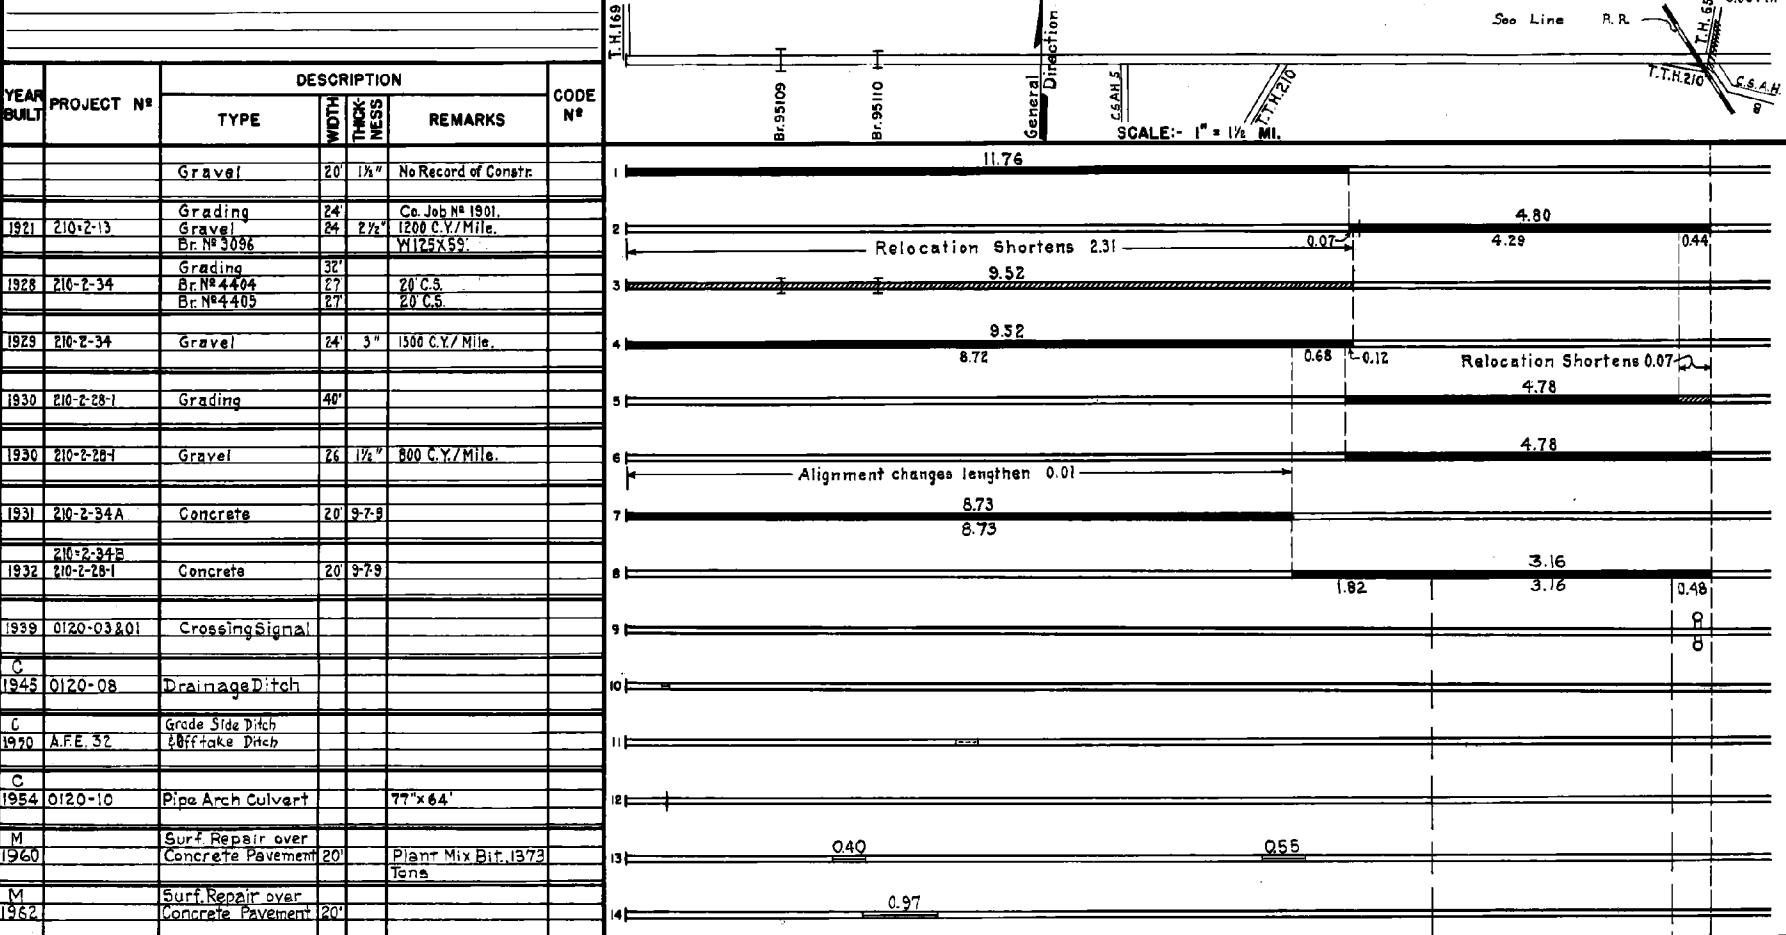 T.H.169
Br.95109
Br.95110
General Direction
C.S.A.H. 5
T.T.H.210
SCALE:- 1" = 1½ MI.
Soo Line R.R.
T.H. 65
T.T.H.210
C.S.A.H. 8
YEAR BUILT
PROJECT Nº
DESCRIPTION
TYPE
WIDTH
THICK-NESS
REMARKS
CODE Nº
Gravel 20' 1½" No Record of Constr.
1 11.76
Grading 24' Co. Job Nº 1901.
1921 210=2-13 Gravel 24 2½" 1200 C.Y./Mile.
Br. Nº 3096 W125X59'.
2 4.80
0.07 4.29 0.44
Relocation Shortens 2.31
Grading 32'
1928 210-2-34 Br. Nº 4404 27 20' C.S.
Br. Nº 4405 27' 20' C.S.
3 9.52
1929 210-2-34 Gravel 24' 3" 1500 C.Y./Mile.
4 9.52
8.72 0.68 0.12
Relocation Shortens 0.07
1930 210-2-28-1 Grading 40'
5 4.78
1930 210-2-28-1 Gravel 26 1½" 800 C.Y./Mile.
6 4.78
Alignment changes lengthen 0.01
1931 210-2-34A Concrete 20' 9-7-9
7 8.73
8.73
210=2-34B
1932 210-2-28-1 Concrete 20' 9-7-9
8 3.16
1.82 3.16 0.48
1939 0120-03&01 Crossing Signal
9
C
1945 0120-08 Drainage Ditch
10
C Grade Side Ditch
1950 A.F.E. 32 & Offtake Ditch
11
C
1954 0120-10 Pipe Arch Culvert 77"x64'
12
M Surf. Repair over
1960 Concrete Pavement 20' Plant Mix Bit. 1373
Tons
13 0.40 0.55
M Surf. Repair over
1962 Concrete Pavement 20'
14 0.97